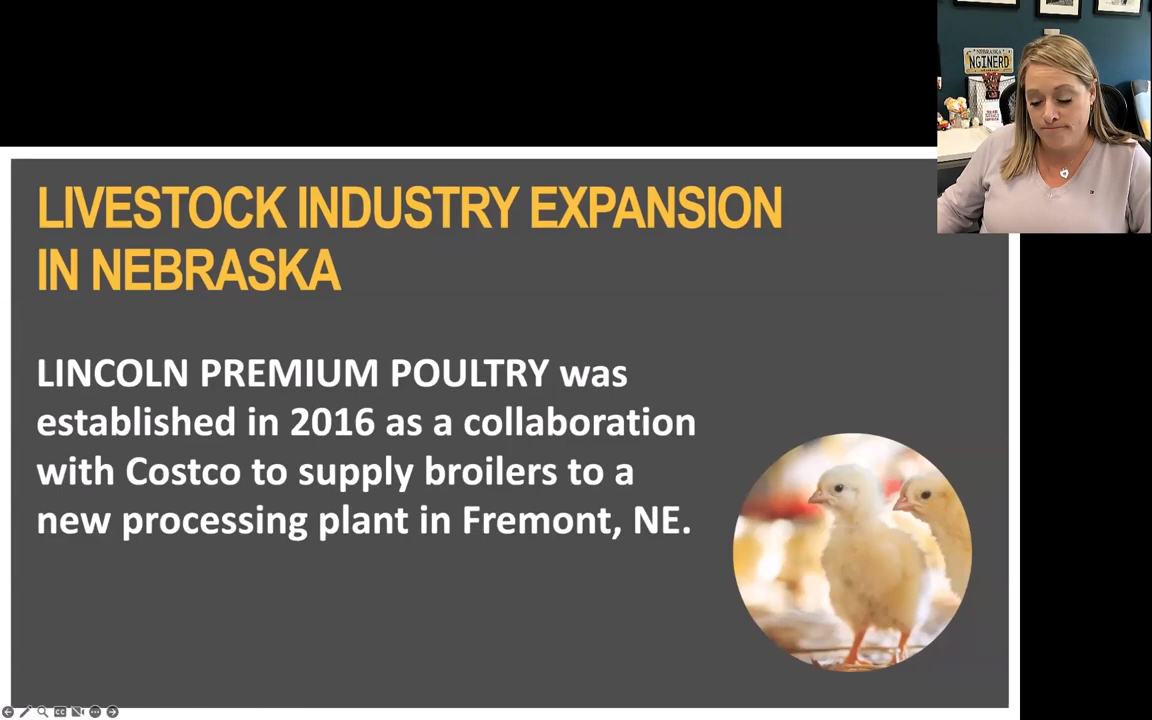 NEBRASKA
NGINERD
LIVESTOCK INDUSTRY EXPANSION
IN NEBRASKA
LINCOLN PREMIUM POULTRY was
established in 2016 as a collaboration
with Costco to supply broilers to a
new processing plant in Fremont, NE.
CC